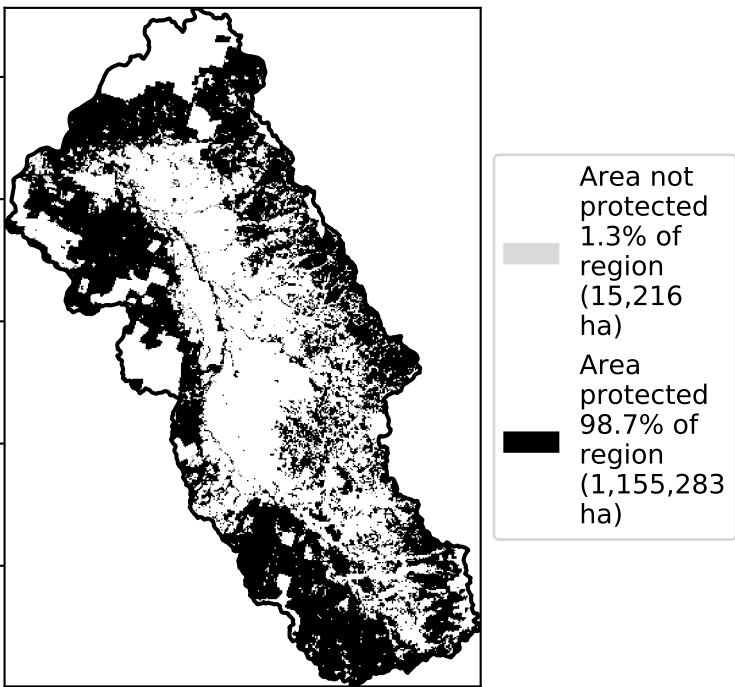 Area not
protected
1.3% of
region
(15,216
ha)
Area
protected
98.7% of
region
(1,155,283
ha)